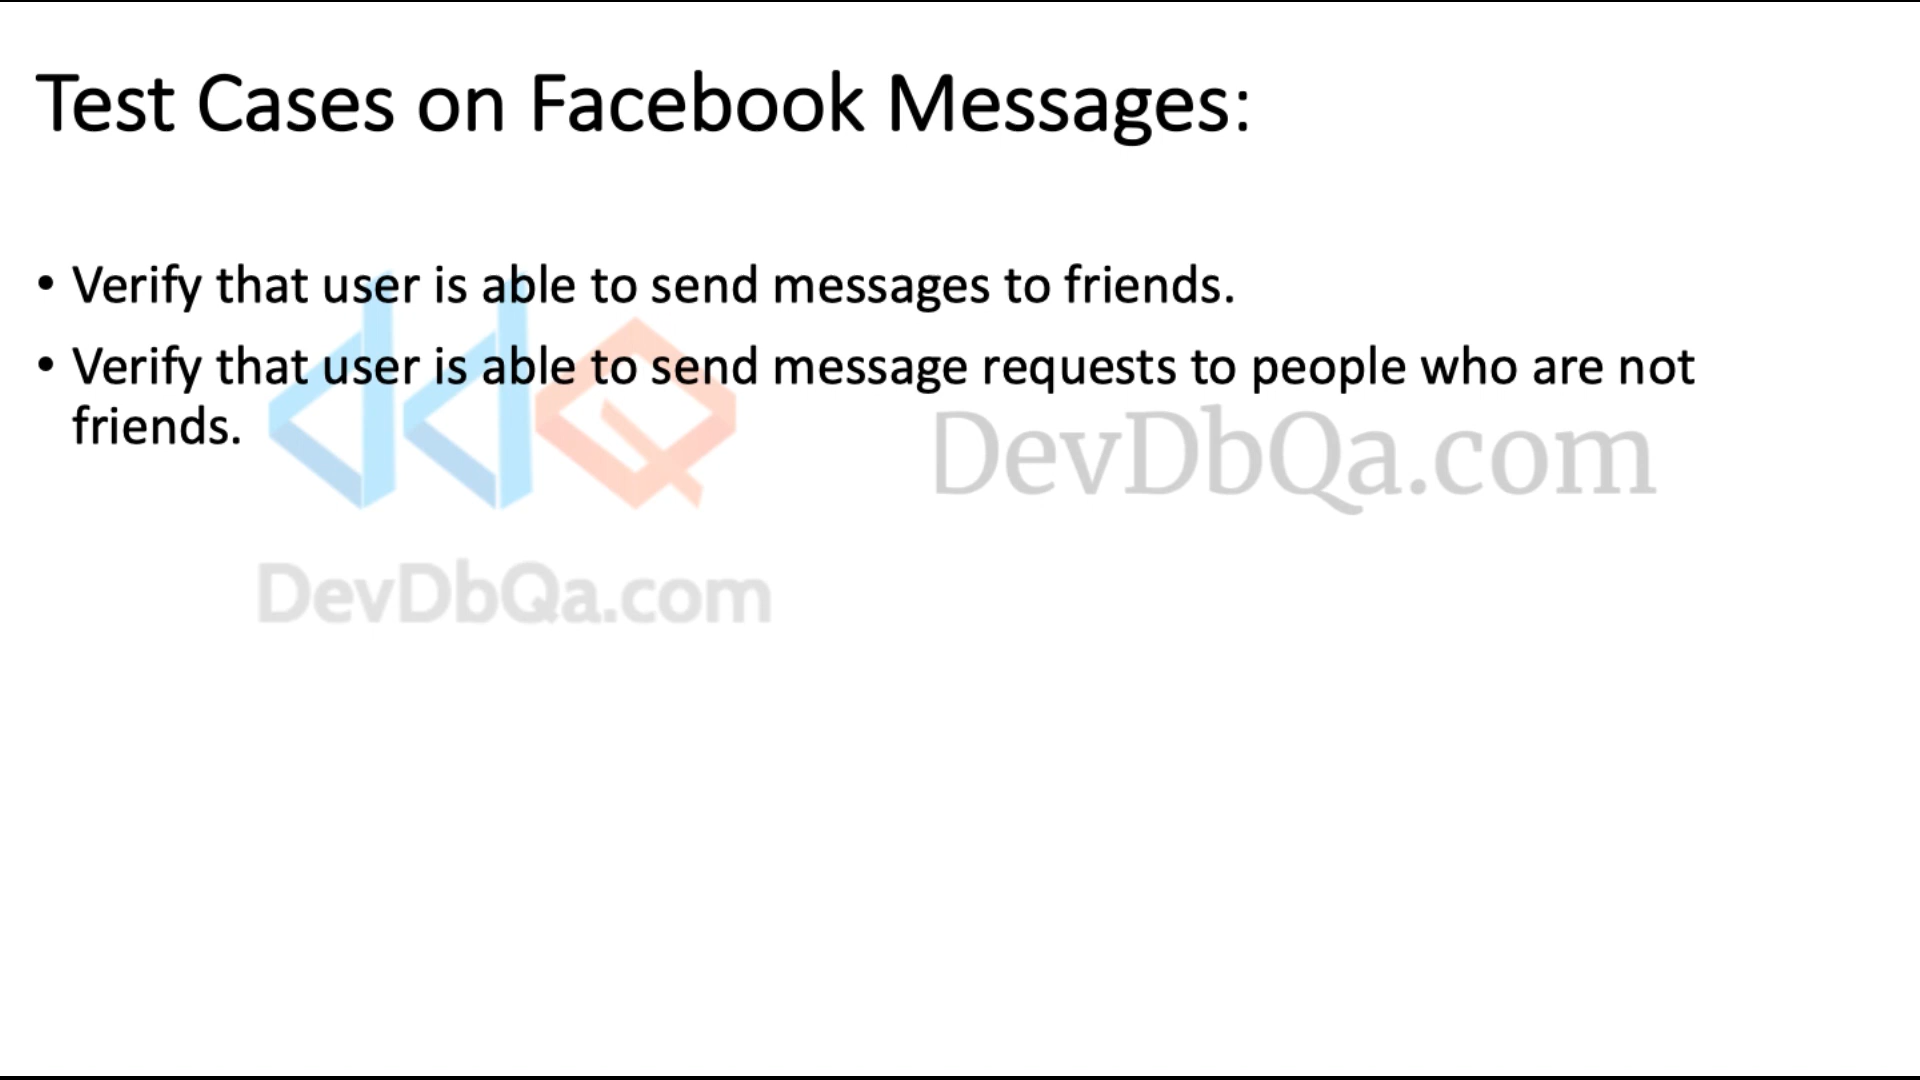 Test Cases on Facebook Messages:
• Verify that user is able to send messages to friends.
• Verify that user is able to send message requests to people who are not
friends.
DevDbQa.com
DevDbQa.com